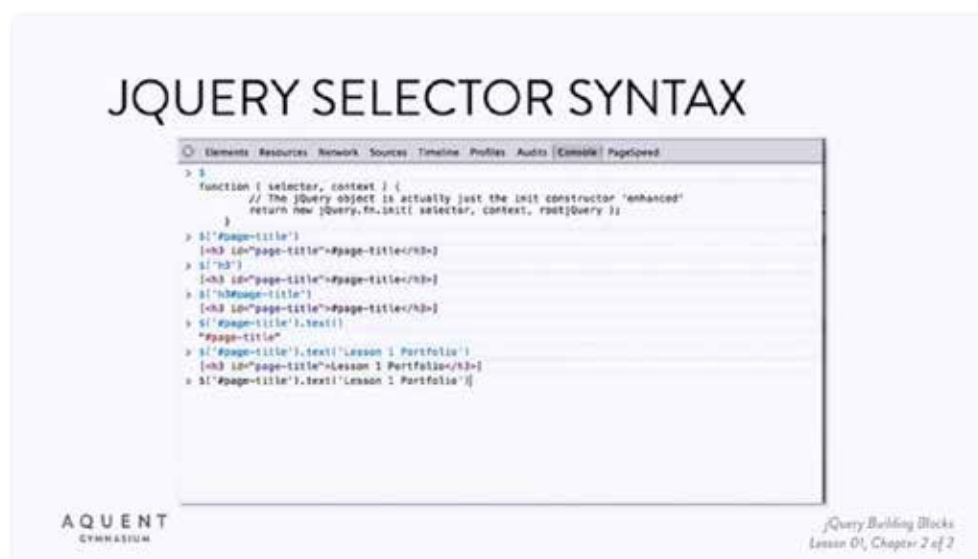 JQUERY SELECTOR SYNTAX
Elements Resources Network Sources Timeline Profiles Audits Console PageSpeed
> $
function ( selector, context ) {
// The jQuery object is actually just the init constructor 'enhanced'
return new jQuery.fn.init( selector, context, rootjQuery );
}
> $('#page-title')
[<h3 id="page-title">#page-title</h3>]
> $('h3')
[<h3 id="page-title">#page-title</h3>]
> $('h3#page-title')
[<h3 id="page-title">#page-title</h3>]
> $('#page-title').text()
"#page-title"
> $('#page-title').text('Lesson 1 Portfolio')
[<h3 id="page-title">Lesson 1 Portfolio</h3>]
> $('#page-title').text('Lesson 1 Portfolio')
AQUENT
GYMNASIUM
jQuery Building Blocks
Lesson 01, Chapter 2 of 2